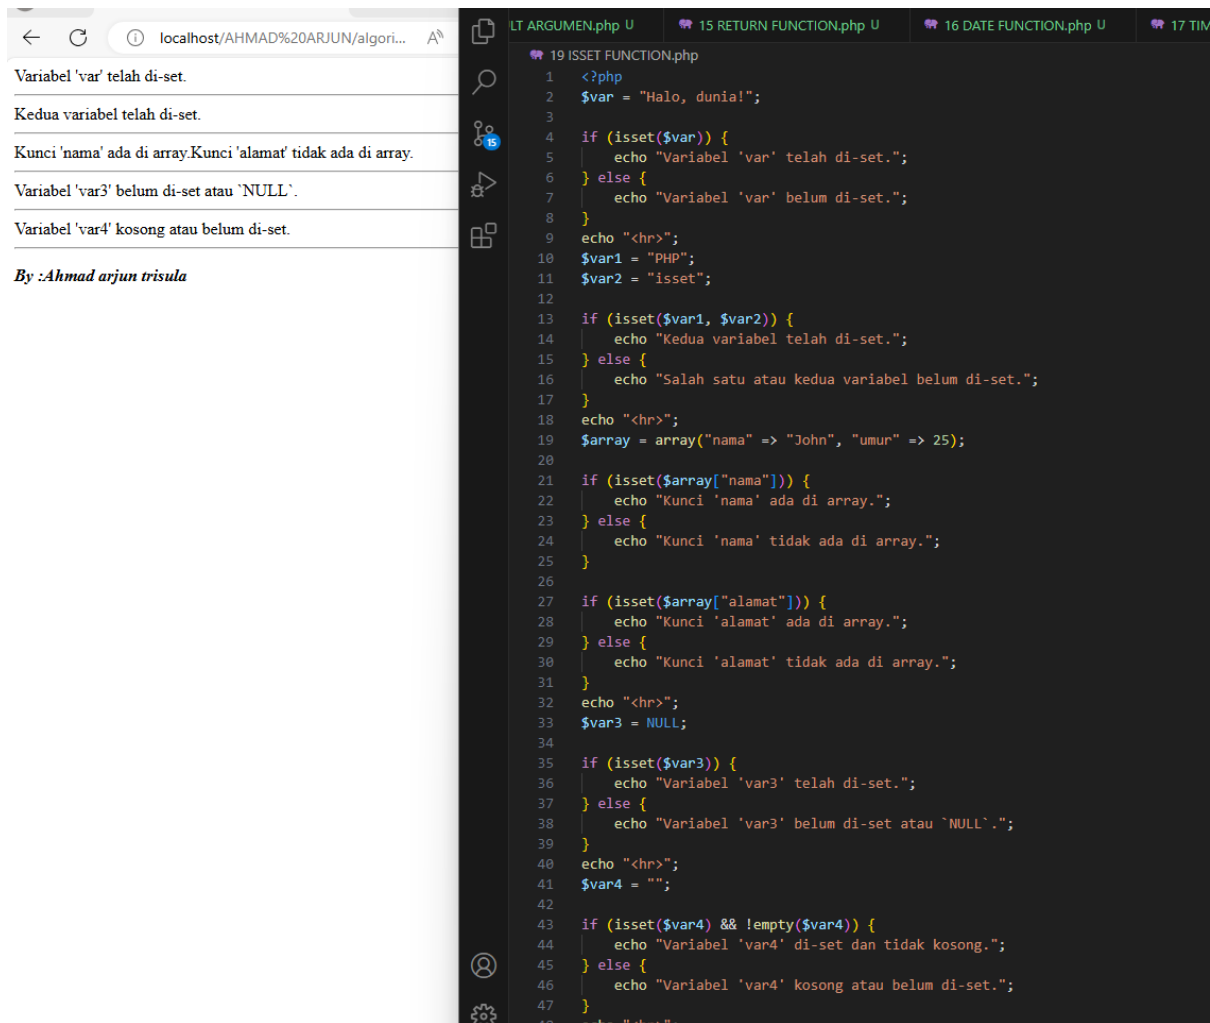 localhost/AHMAD%20ARJUN/algori...
Variabel 'var' telah di-set.
Kedua variabel telah di-set.
Kunci 'nama' ada di array.Kunci 'alamat' tidak ada di array.
Variabel 'var3' belum di-set atau `NULL`.
Variabel 'var4' kosong atau belum di-set.
By :Ahmad arjun trisula
LT ARGUMEN.php U 15 RETURN FUNCTION.php U 16 DATE FUNCTION.php U 17 TIM
19 ISSET FUNCTION.php
15
1 <?php
2 $var = "Halo, dunia!";
3
4 if (isset($var)) {
5 echo "Variabel 'var' telah di-set.";
6 } else {
7 echo "Variabel 'var' belum di-set.";
8 }
9 echo "<hr>";
10 $var1 = "PHP";
11 $var2 = "isset";
12
13 if (isset($var1, $var2)) {
14 echo "Kedua variabel telah di-set.";
15 } else {
16 echo "Salah satu atau kedua variabel belum di-set.";
17 }
18 echo "<hr>";
19 $array = array("nama" => "John", "umur" => 25);
20
21 if (isset($array["nama"])) {
22 echo "Kunci 'nama' ada di array.";
23 } else {
24 echo "Kunci 'nama' tidak ada di array.";
25 }
26
27 if (isset($array["alamat"])) {
28 echo "Kunci 'alamat' ada di array.";
29 } else {
30 echo "Kunci 'alamat' tidak ada di array.";
31 }
32 echo "<hr>";
33 $var3 = NULL;
34
35 if (isset($var3)) {
36 echo "Variabel 'var3' telah di-set.";
37 } else {
38 echo "Variabel 'var3' belum di-set atau `NULL`.";
39 }
40 echo "<hr>";
41 $var4 = "";
42
43 if (isset($var4) && !empty($var4)) {
44 echo "Variabel 'var4' di-set dan tidak kosong.";
45 } else {
46 echo "Variabel 'var4' kosong atau belum di-set.";
47 }